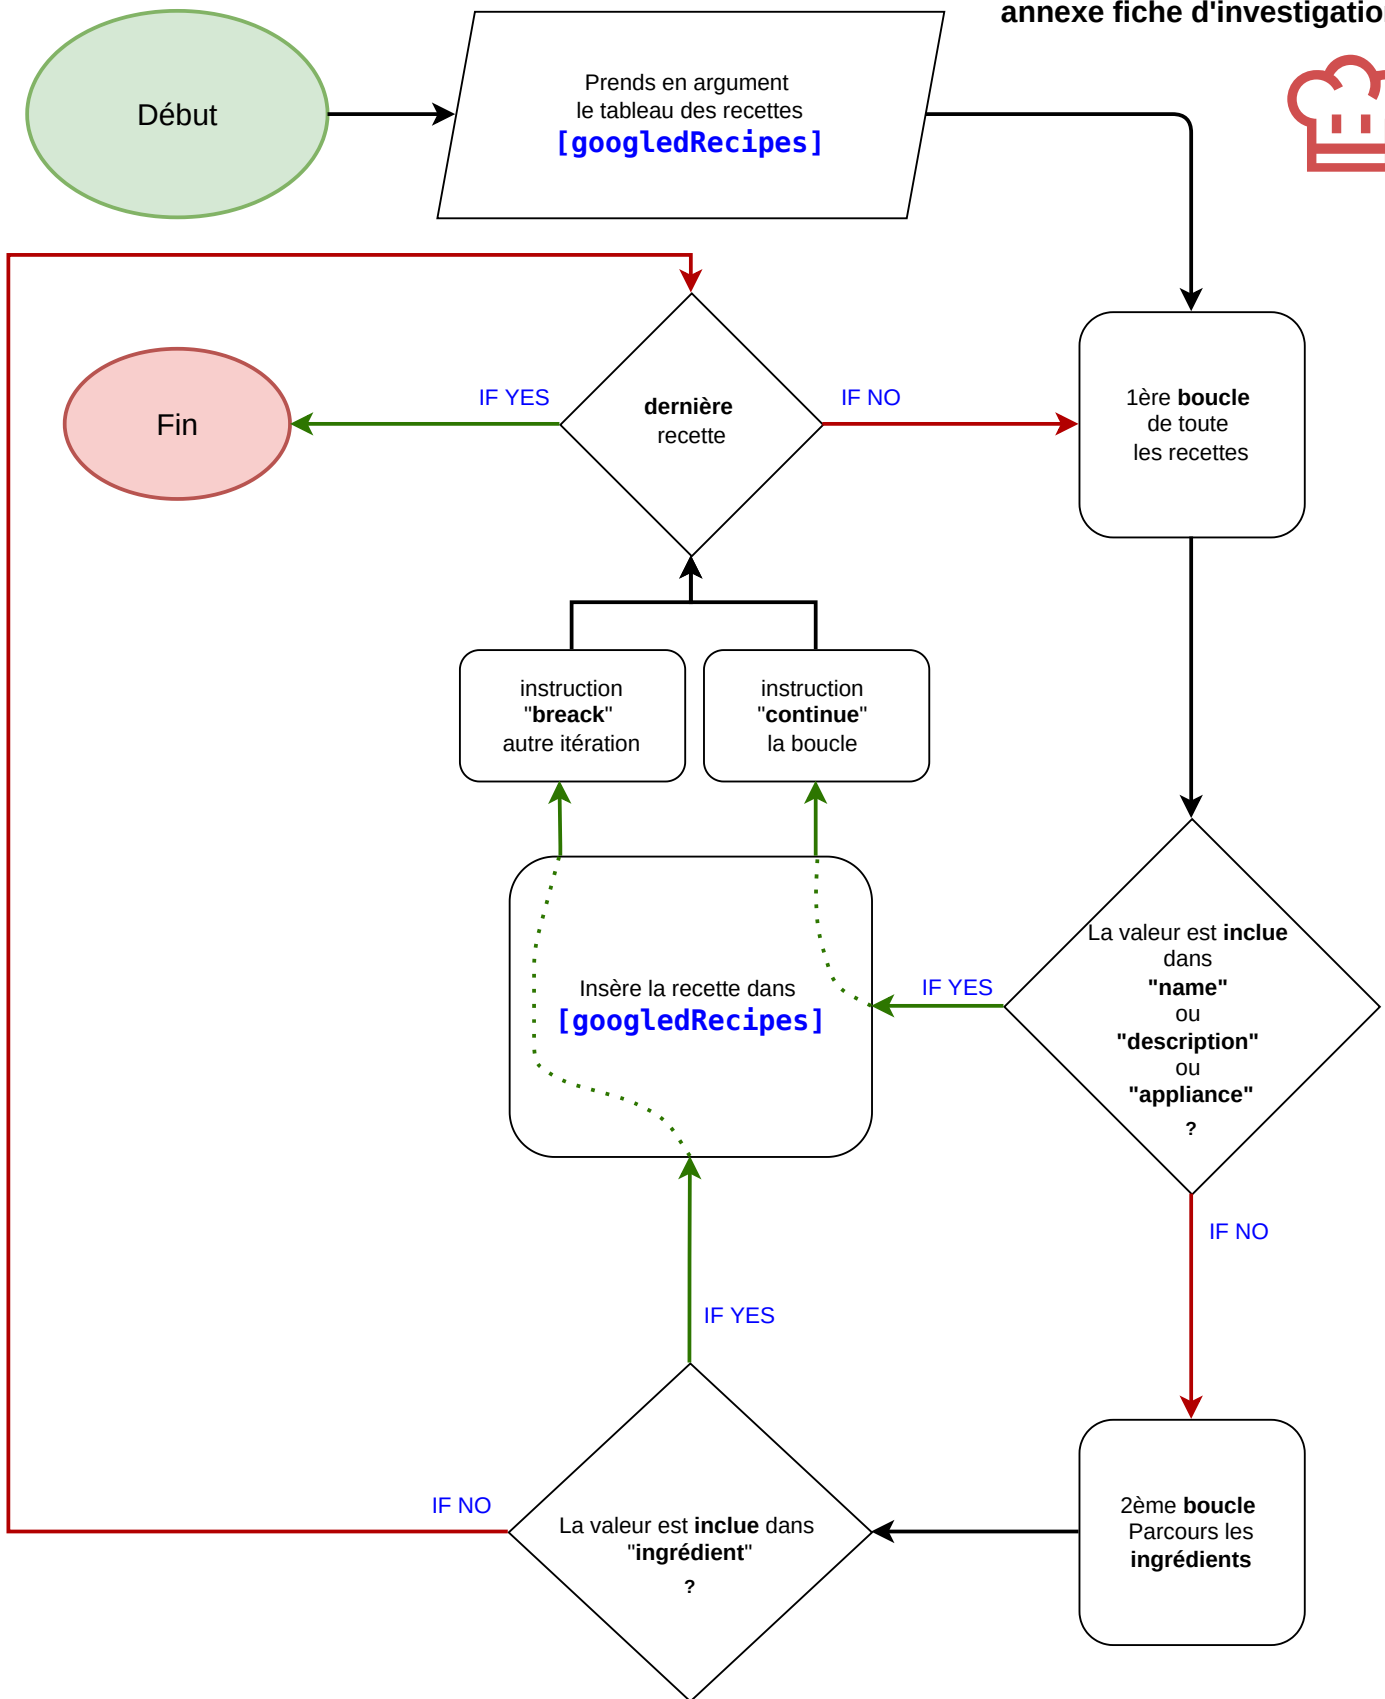 annexe fiche d'investigation
Début
Prends en argument
le tableau des recettes
[googledRecipes]
Fin
IF YES
dernière
recette
IF NO
1ère boucle
de toute
les recettes
instruction
"breack"
autre itération
instruction
"continue"
la boucle
La valeur est inclue
dans
"name"
ou
"description"
ou
"appliance"
?
IF YES
Insère la recette dans
[googledRecipes]
IF NO
IF YES
IF NO
La valeur est inclue dans
"ingrédient"
?
2ème boucle
Parcours les
ingrédients